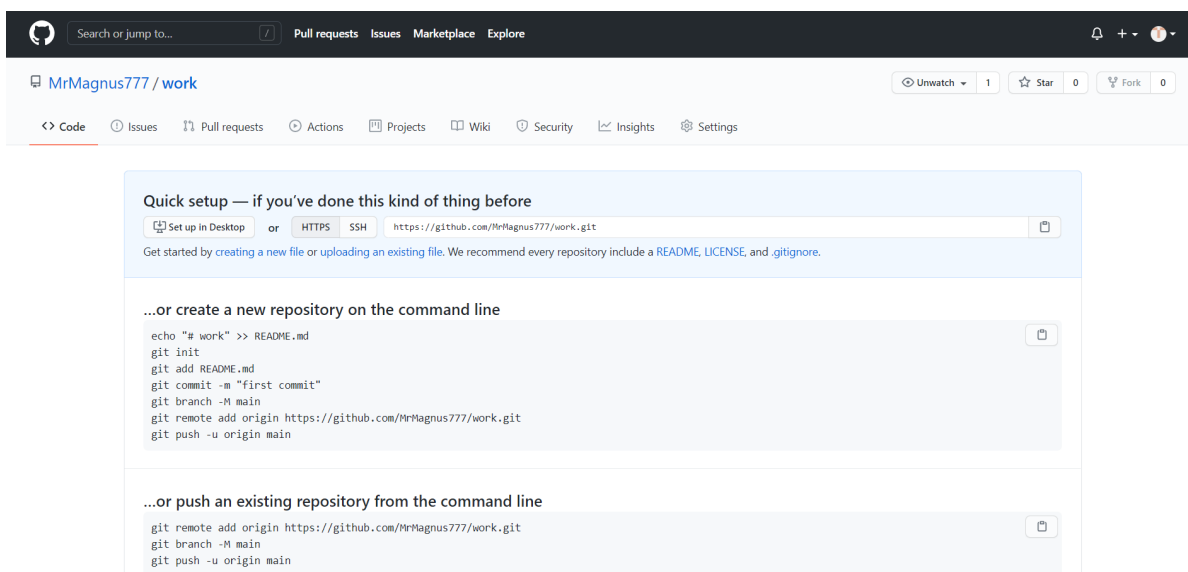 Search or jump to... / Pull requests Issues Marketplace Explore
MrMagnus777 / work Unwatch 1 Star 0 Fork 0
Code Issues Pull requests Actions Projects Wiki Security Insights Settings
Quick setup — if you've done this kind of thing before
Set up in Desktop or HTTPS SSH https://github.com/MrMagnus777/work.git
Get started by creating a new file or uploading an existing file. We recommend every repository include a README, LICENSE, and .gitignore.
...or create a new repository on the command line
echo "# work" >> README.md
git init
git add README.md
git commit -m "first commit"
git branch -M main
git remote add origin https://github.com/MrMagnus777/work.git
git push -u origin main
...or push an existing repository from the command line
git remote add origin https://github.com/MrMagnus777/work.git
git branch -M main
git push -u origin main